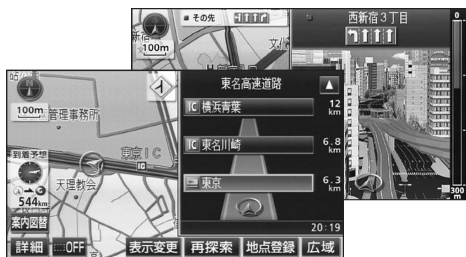 その先
西新宿3丁目
0
100m
文化
300
m
100m
管理事務所
東京IC
IC
天理教会
到着予想
544km
案内図替
東名高速道路
IC 横浜青葉 12 km
IC 東名川崎 6.8 km
東京 6.3 km
20:19
詳細 OFF 表示変更 再探索 地点登録 広域